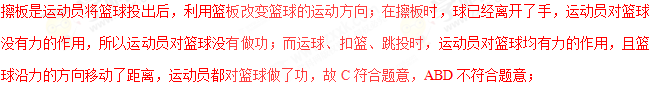 擦板是运动员将篮球投出后，利用篮板改变篮球的运动方向；在擦板时，球已经离开了手，运动员对篮球
没有力的作用，所以运动员对篮球没有做功；而运球、扣篮、跳投时，运动员对篮球均有力的作用，且篮
球沿力的方向移动了距离，运动员都对篮球做了功，故 C 符合题意，ABD 不符合题意；